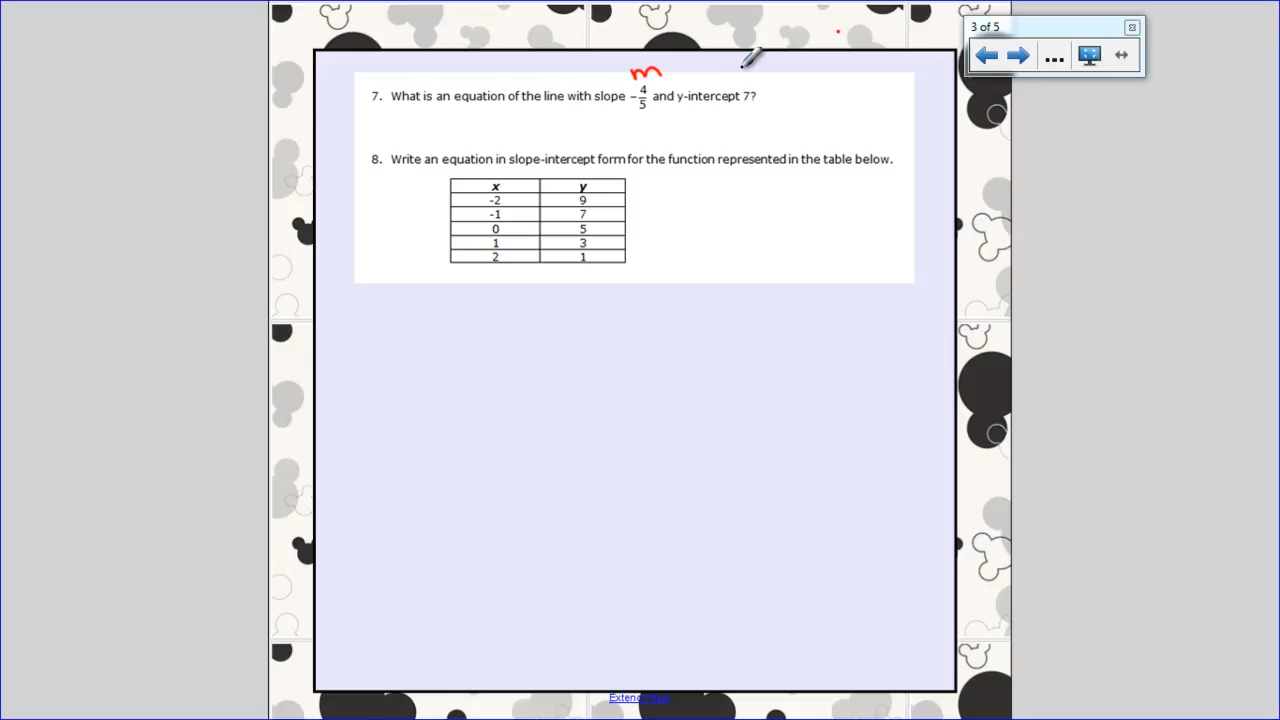 3 of 5
m
7. What is an equation of the line with slope -4/5 and y-intercept 7?
8. Write an equation in slope-intercept form for the function represented in the table below.
x y
-2 9
-1 7
0 5
1 3
2 1
Extend Page